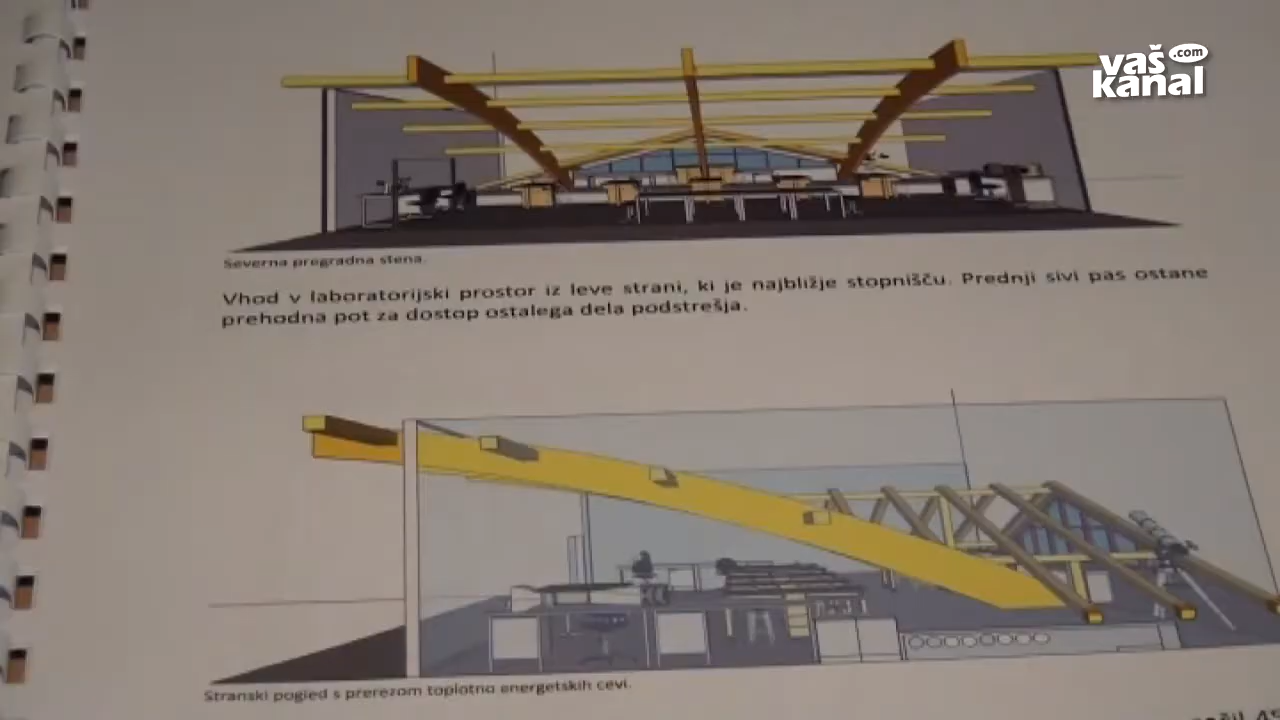 vaš .com
kanal
Severna pregradna stena.
Vhod v laboratorijski prostor iz leve strani, ki je najbližje stopnišču. Prednji sivi pas ostane
prehodna pot za dostop ostalega dela podstrešja.
Stranski pogled s prerezom toplotno energetskih cevi.